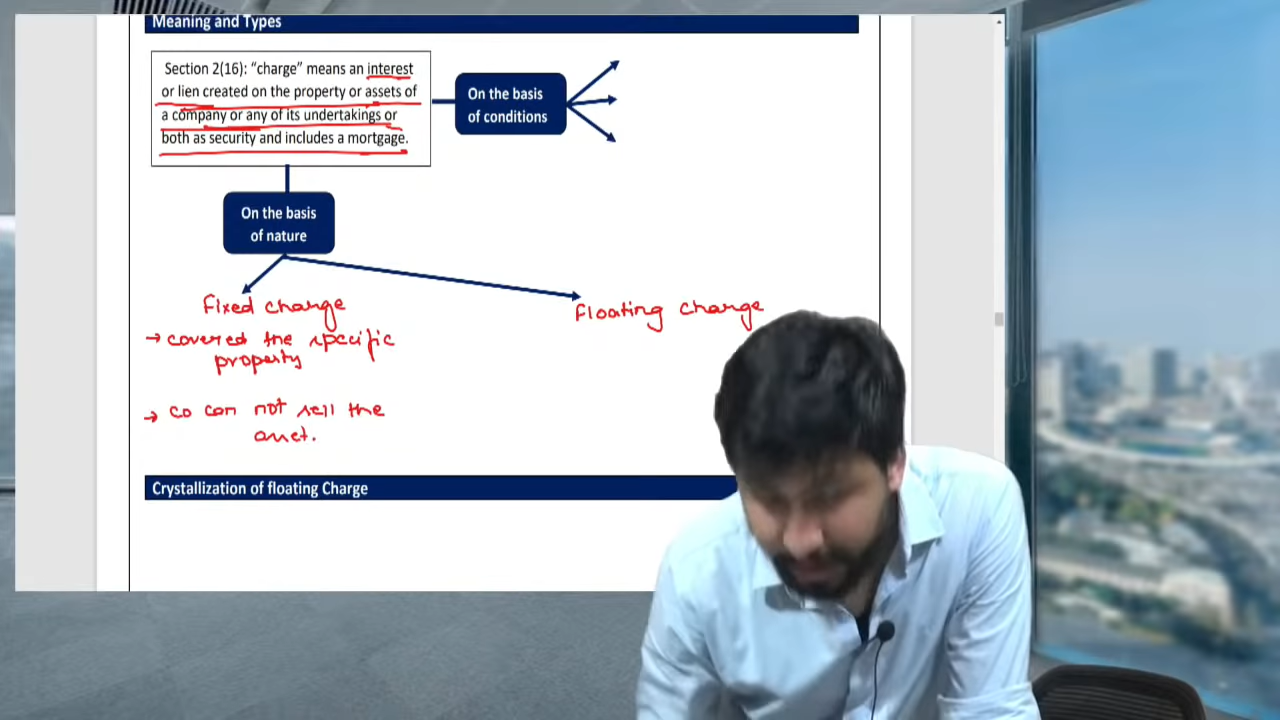 Meaning and Types
Section 2(16): “charge” means an interest
or lien created on the property or assets of
a company or any of its undertakings or
both as security and includes a mortgage.
On the basis
of conditions
On the basis
of nature
Fixed charge
→ covered the specific
property
→ co can not sell the
asset.
Floating charge
Crystallization of floating Charge